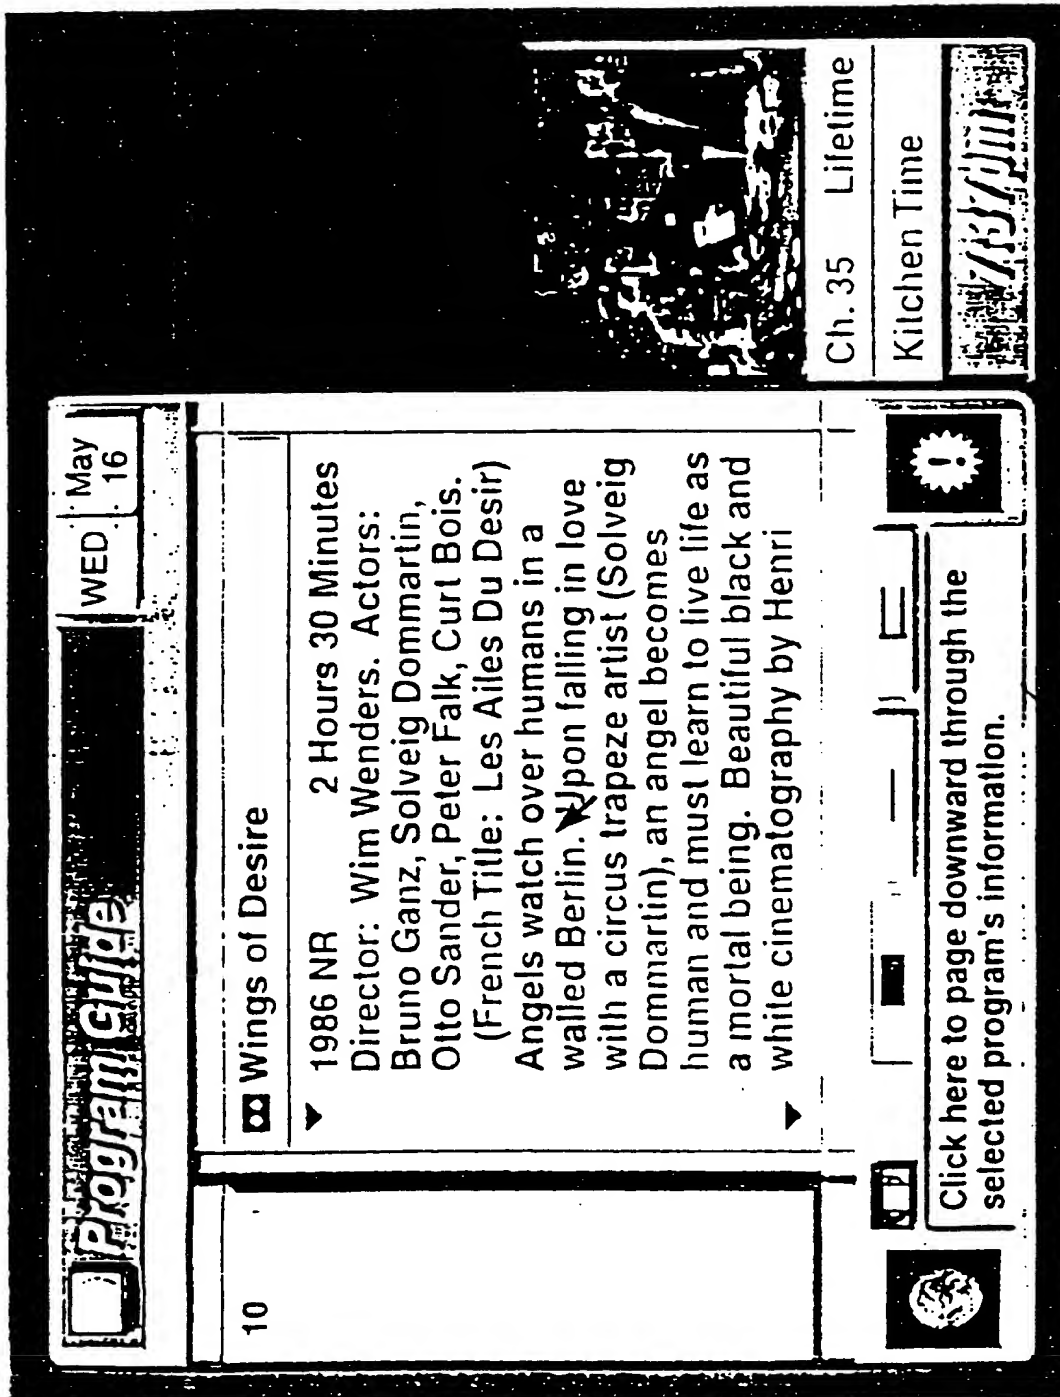 Program Guide
WED May 16
10
Wings of Desire
1986 NR 2 Hours 30 Minutes
Director: Wim Wenders. Actors:
Bruno Ganz, Solveig Dommartin,
Otto Sander, Peter Falk, Curt Bois.
(French Title: Les Ailes Du Desir)
Angels watch over humans in a
walled Berlin. Upon falling in love
with a circus trapeze artist (Solveig
Dommartin), an angel becomes
human and must learn to live life as
a mortal being. Beautiful black and
white cinematography by Henri
Click here to page downward through the
selected program's information.
!
Ch. 35 Lifetime
Kitchen Time